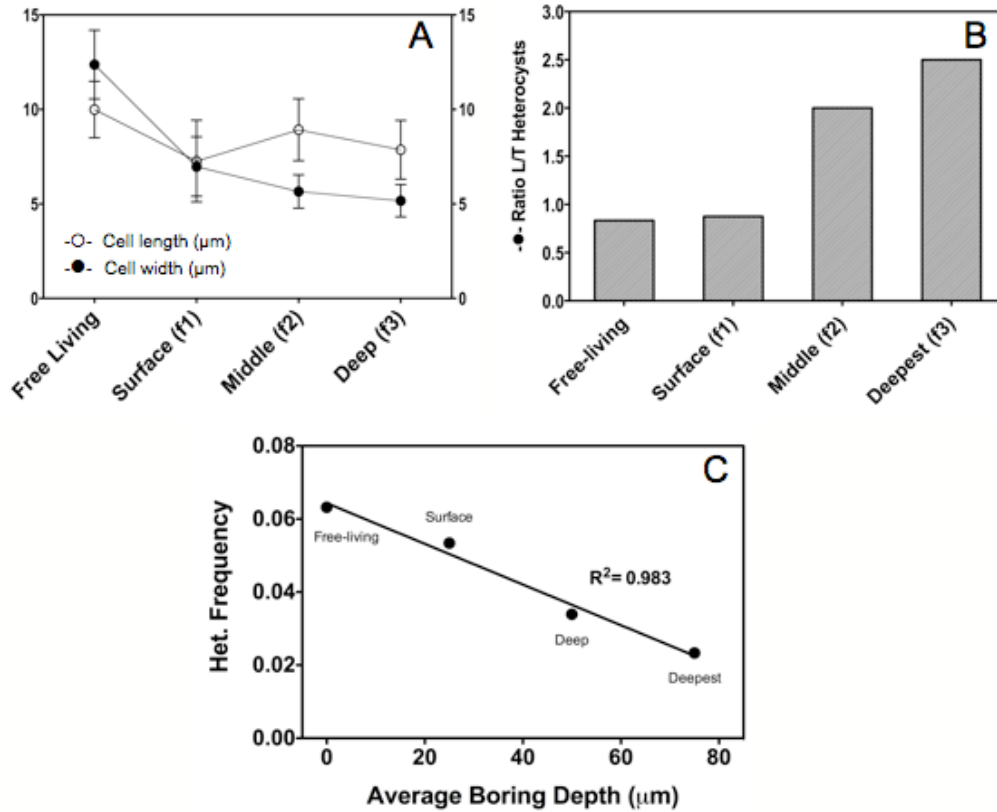 A
15
15
10
10
5
5
0
0
-O- Cell length (µm)
-●- Cell width (µm)
Free Living
Surface (f1)
Middle (f2)
Deep (f3)
B
-●- Ratio L/T Heterocysts
3.0
2.5
2.0
1.5
1.0
0.5
0.0
Free-living
Surface (f1)
Middle (f2)
Deepest (f3)
C
Het. Frequency
0.08
0.06
0.04
0.02
0.00
Free-living
Surface
R²= 0.983
Deep
Deepest
0
20
40
60
80
Average Boring Depth (µm)